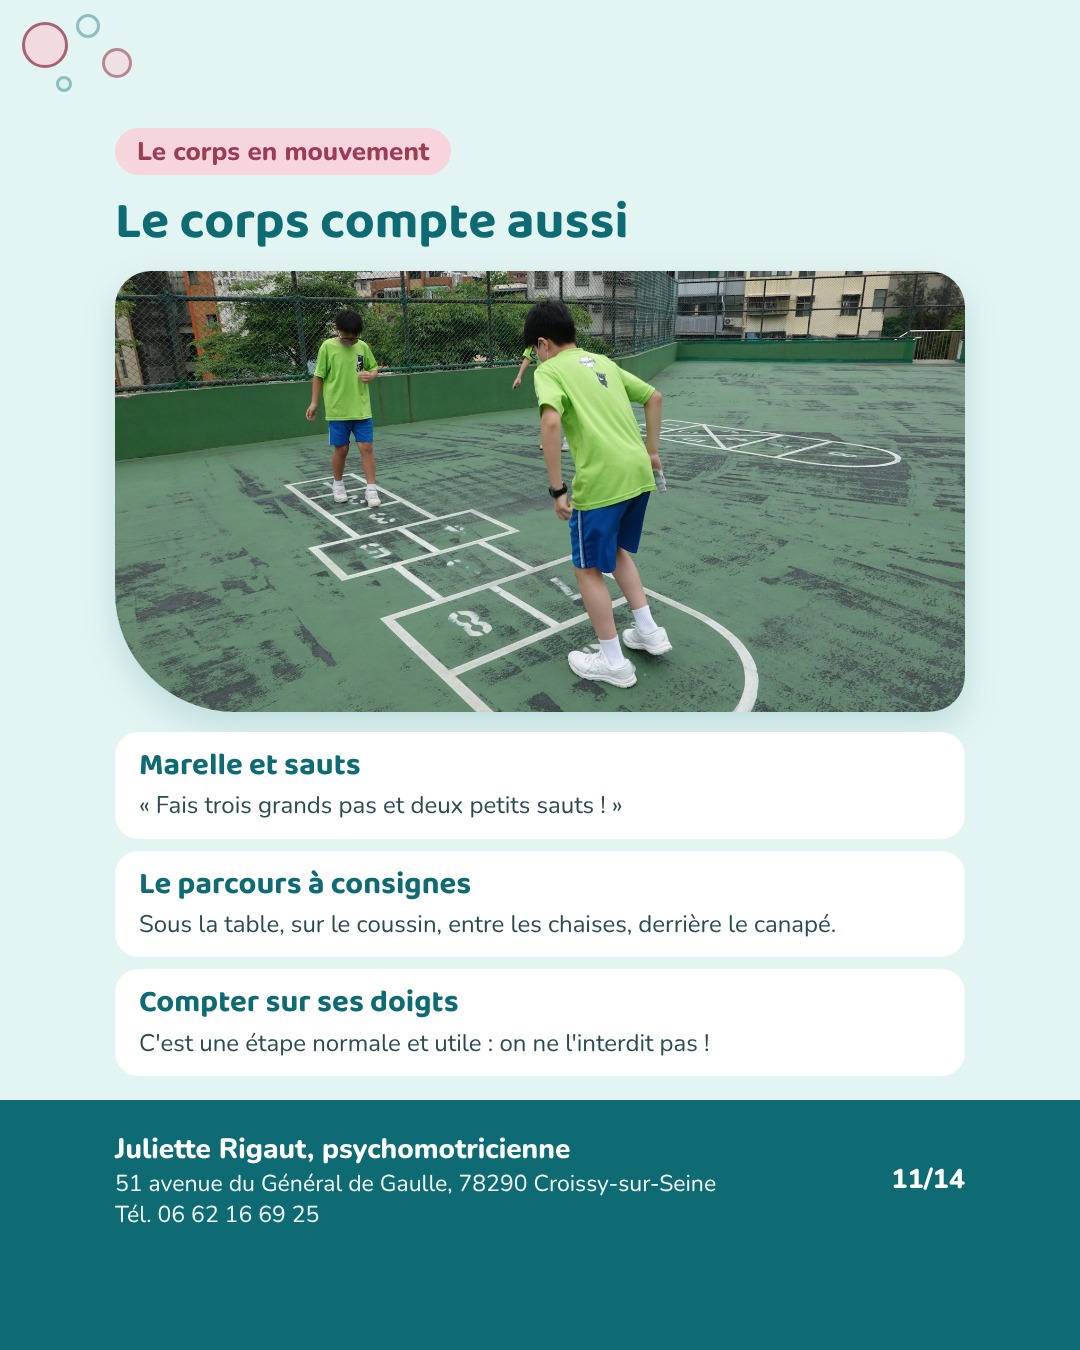 Le corps en mouvement
Le corps compte aussi
8
Marelle et sauts
« Fais trois grands pas et deux petits sauts ! »
Le parcours à consignes
Sous la table, sur le coussin, entre les chaises, derrière le canapé.
Compter sur ses doigts
C'est une étape normale et utile : on ne l'interdit pas !
Juliette Rigaut, psychomotricienne
51 avenue du Général de Gaulle, 78290 Croissy-sur-Seine
Tél. 06 62 16 69 25
11/14